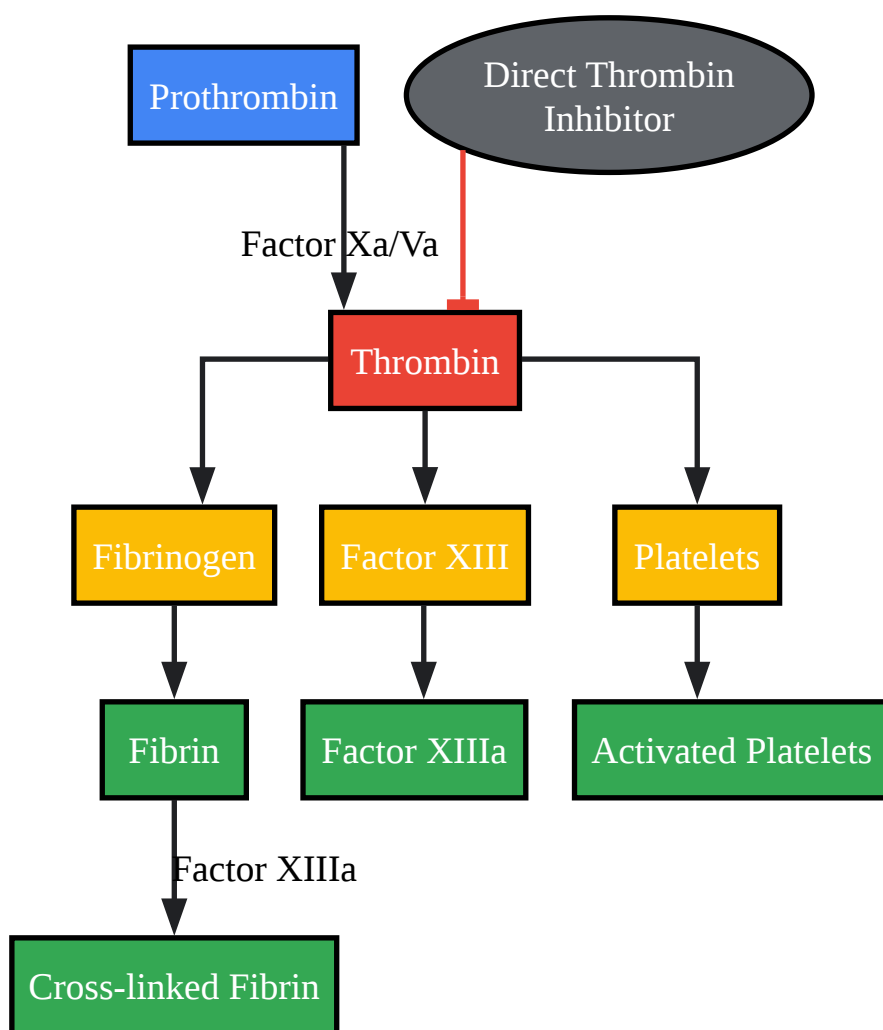 Prothrombin
Direct Thrombin
Inhibitor
Factor Xa/Va
Thrombin
Fibrinogen
Factor XIII
Platelets
Fibrin
Factor XIIIa
Activated Platelets
Factor XIIIa
Cross-linked Fibrin